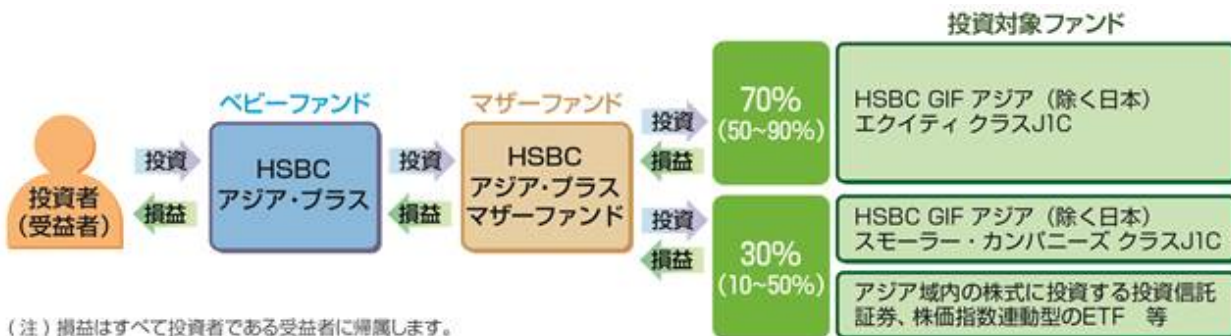 投資対象ファンド
ベビーファンド
マザーファンド
投資者
(受益者)
投資
損益
HSBC
アジア・プラス
投資
損益
HSBC
アジア・プラス
マザーファンド
投資
損益
70%
(50~90%)
HSBC GIF アジア（除く日本）
エクイティ クラスJ1C
投資
損益
30%
(10~50%)
HSBC GIF アジア（除く日本）
スモーラー・カンパニーズ クラスJ1C
アジア域内の株式に投資する投資信託
証券、株価指数連動型のETF 等
(注)損益はすべて投資者である受益者に帰属します。